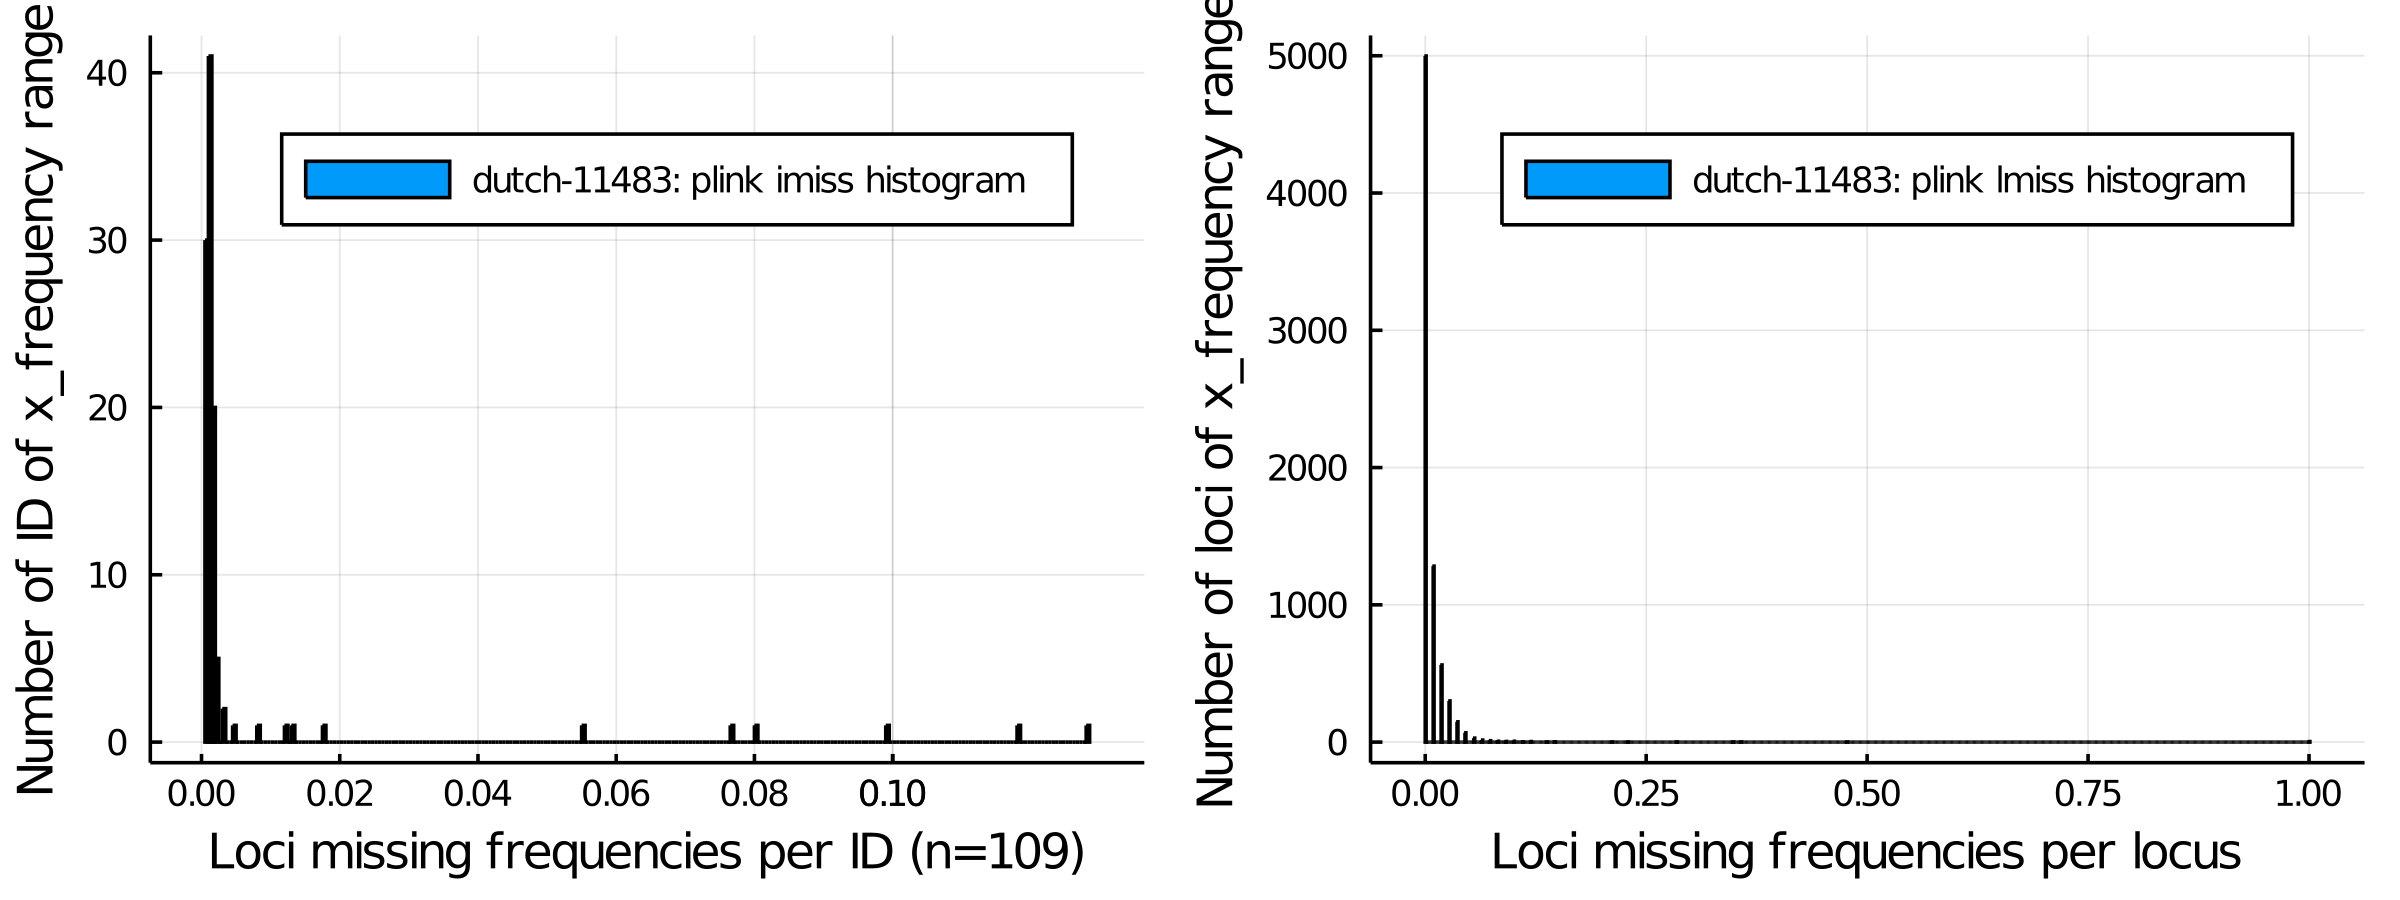 Number of ID of x_frequency range
40
30
20
10
0
dutch-11483: plink imiss histogram
0.00 0.02 0.04 0.06 0.08 0.10
Loci missing frequencies per ID (n=109)
Number of loci of x_frequency range
5000
4000
3000
2000
1000
0
dutch-11483: plink lmiss histogram
0.00 0.25 0.50 0.75 1.00
Loci missing frequencies per locus